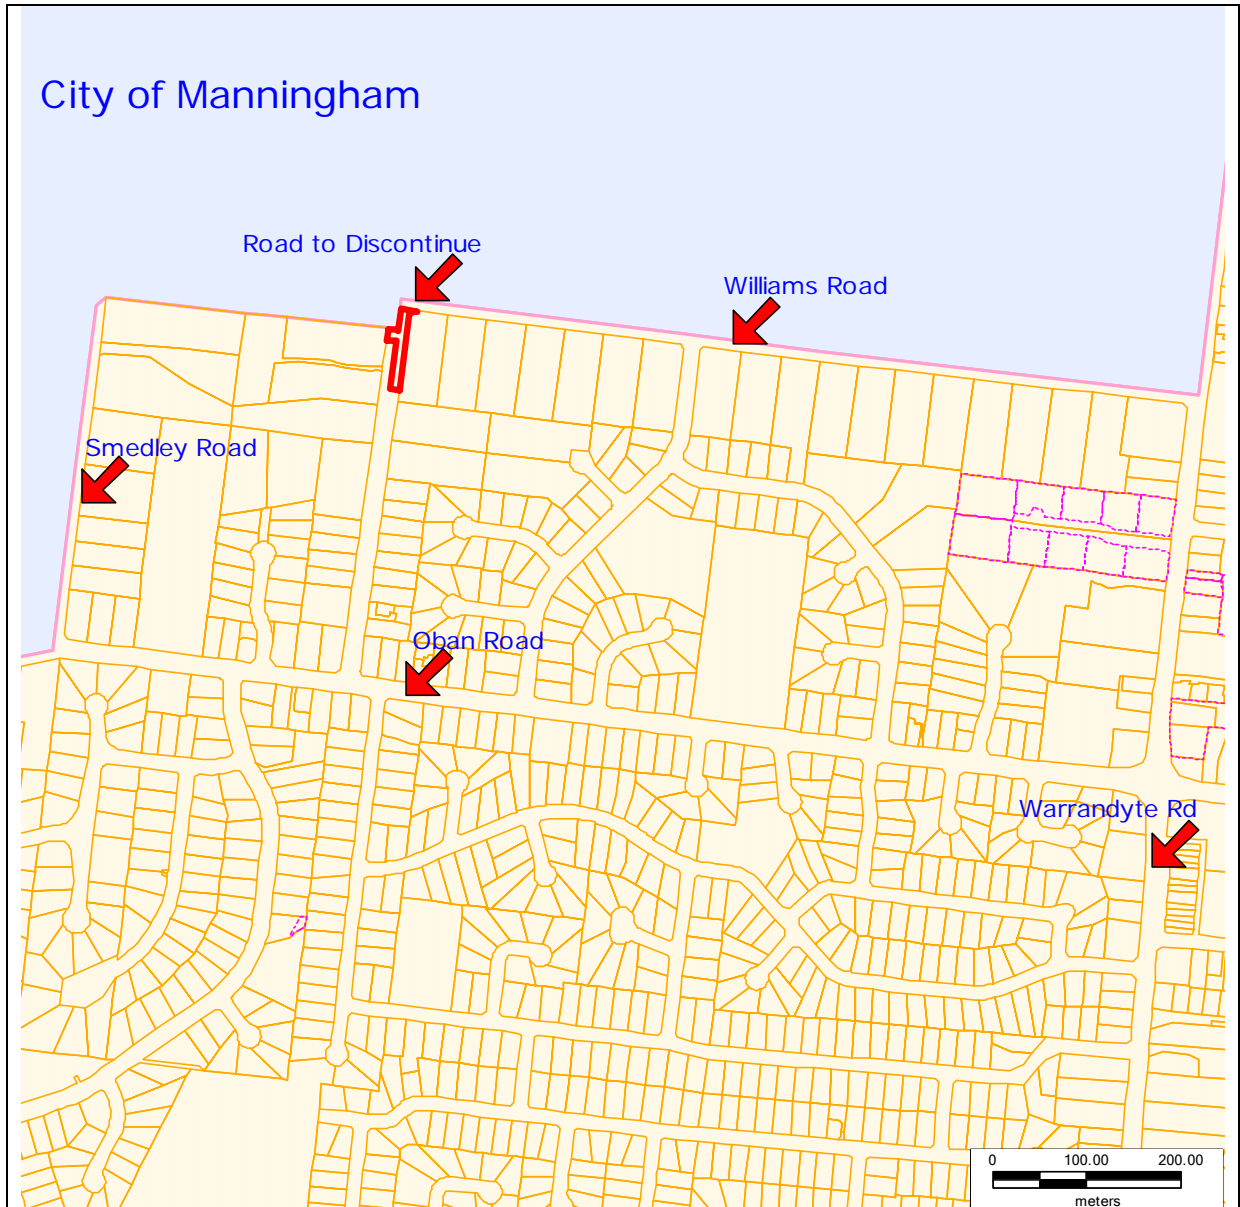 City of Manningham
Road to Discontinue
Williams Road
Smedley Road
Oban Road
Warrandyte Rd
0 100.00 200.00
meters